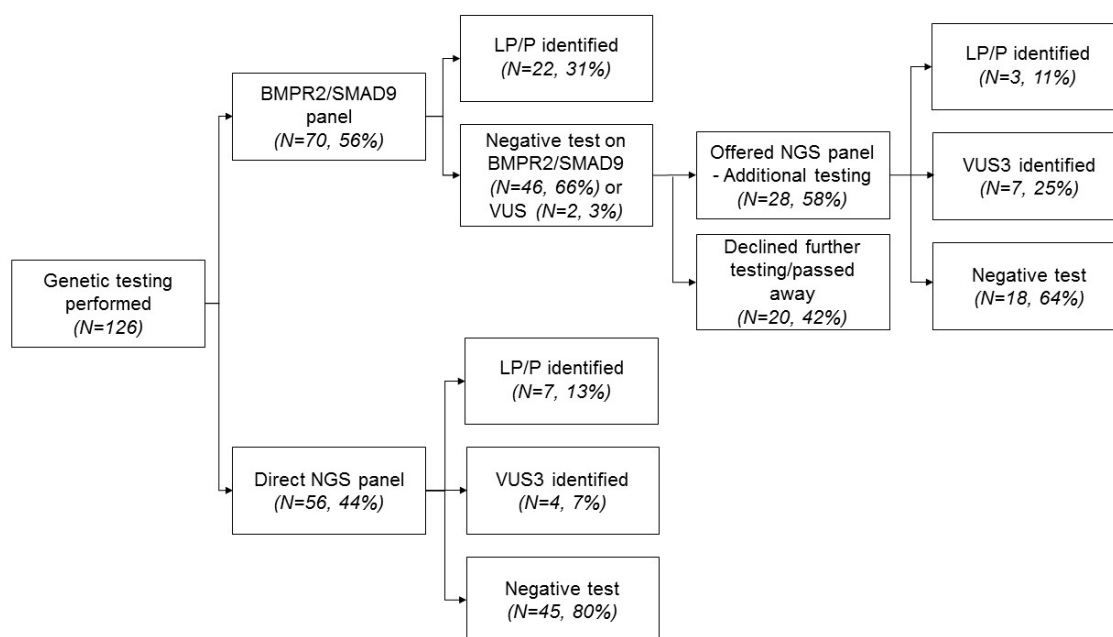 Genetic testing
performed
(N=126)
BMPR2/SMAD9
panel
(N=70, 56%)
LP/P identified
(N=22, 31%)
Negative test on
BMPR2/SMAD9
(N=46, 66%) or
VUS (N=2, 3%)
Offered NGS panel
- Additional testing
(N=28, 58%)
Declined further
testing/passed
away
(N=20, 42%)
LP/P identified
(N=3, 11%)
VUS3 identified
(N=7, 25%)
Negative test
(N=18, 64%)
Direct NGS panel
(N=56, 44%)
LP/P identified
(N=7, 13%)
VUS3 identified
(N=4, 7%)
Negative test
(N=45, 80%)